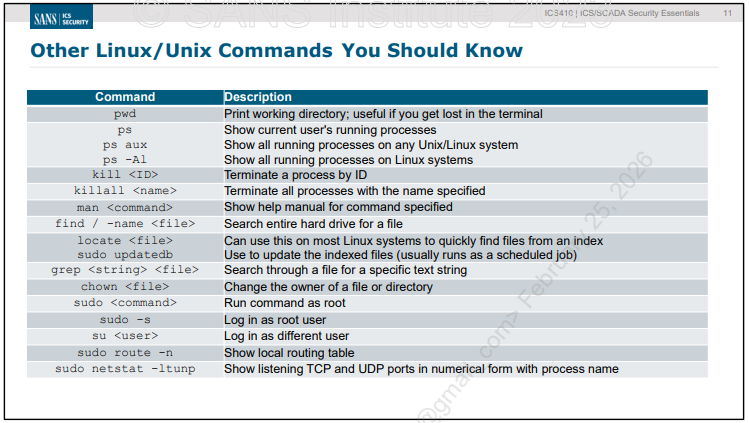 © SANS Institute 2026
SANS ICS SECURITY
ICS410 | ICS/SCADA Security Essentials 11
Other Linux/Unix Commands You Should Know
Command Description
pwd Print working directory; useful if you get lost in the terminal
ps Show current user's running processes
ps aux Show all running processes on any Unix/Linux system
ps -Al Show all running processes on Linux systems
kill <ID> Terminate a process by ID
killall <name> Terminate all processes with the name specified
man <command> Show help manual for command specified
find / -name <file> Search entire hard drive for a file
locate <file> Can use this on most Linux systems to quickly find files from an index
sudo updatedb Use to update the indexed files (usually runs as a scheduled job)
grep <string> <file> Search through a file for a specific text string
chown <file> Change the owner of a file or directory
sudo <command> Run command as root
sudo -s Log in as root user
su <user> Log in as different user
sudo route -n Show local routing table
sudo netstat -ltunp Show listening TCP and UDP ports in numerical form with process name
@gmail.com> February 25, 2026